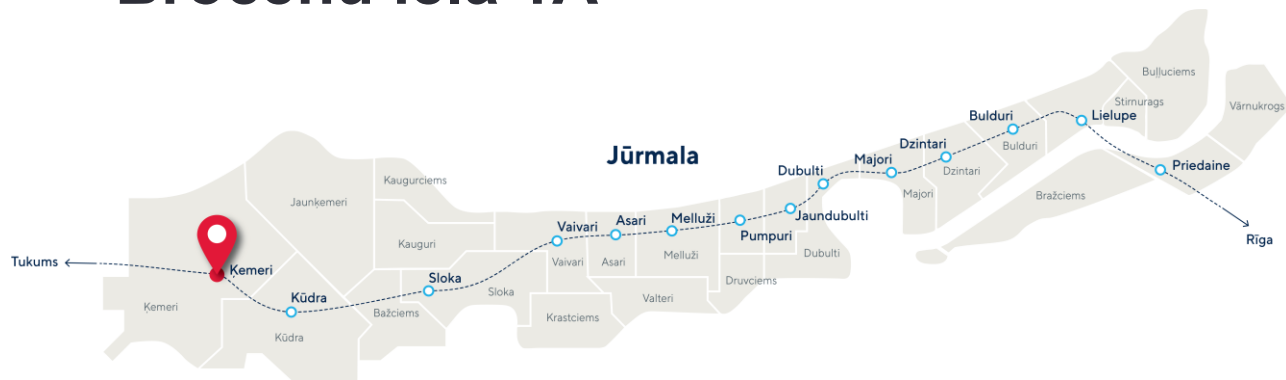 iela
Buļļuciems
Stirnurags
Vārnukrogs
Bulduri
Lielupe
Jūrmala
Dzintari
Bulduri
Majori
Dubulti
Dzintari
Priedaine
Kaugurciems
Majori
Bražciems
Jaunķemeri
Vaivari
Asari
Melluži
Jaundubulti
Kauguri
Pumpuri
Rīga
Tukums
Ķemeri
Vaivari
Asari
Melluži
Dubulti
Sloka
Druvciems
Ķemeri
Kūdra
Sloka
Valteri
Bažciems
Krastciems
Kūdra